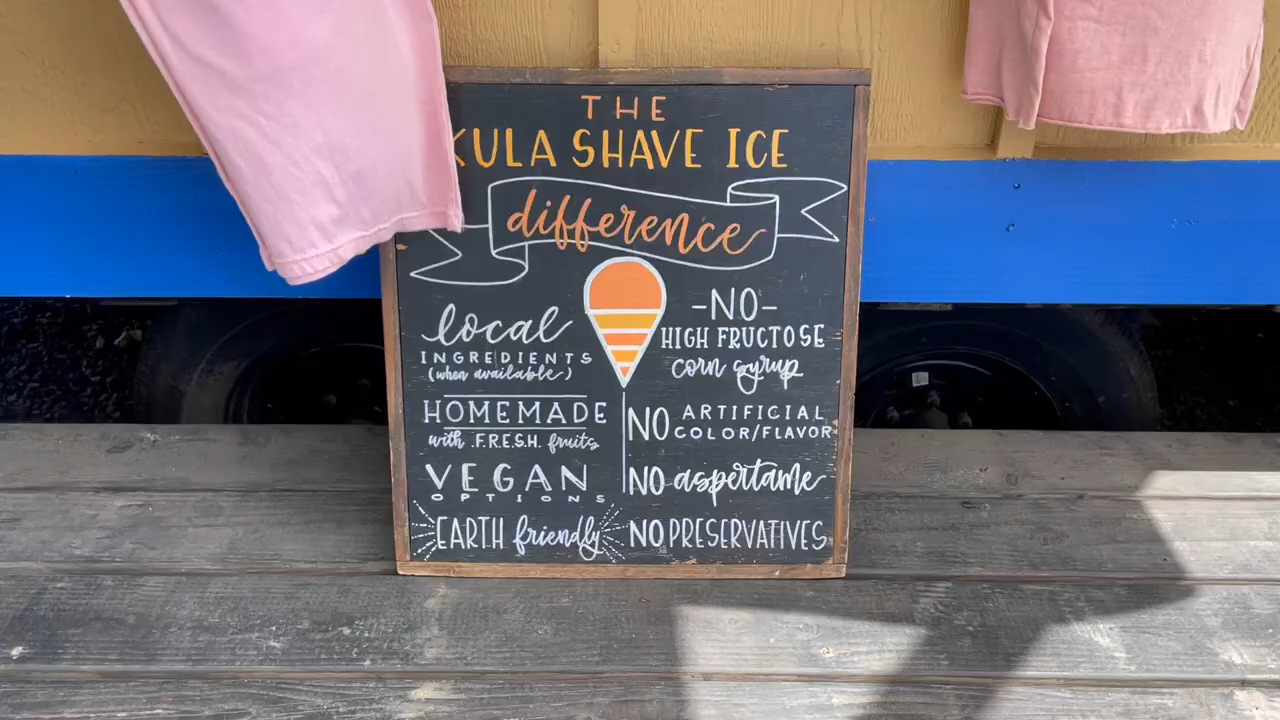 THE
KULA SHAVE ICE
difference
local
INGREDIENTS
(when available)
HOMEMADE
with F.R.E.S.H. fruits
VEGAN
OPTIONS
EARTH friendly
-NO-
HIGH FRUCTOSE
corn syrup
NO ARTIFICIAL
COLOR/FLAVOR
NO aspertame
NO PRESERVATIVES